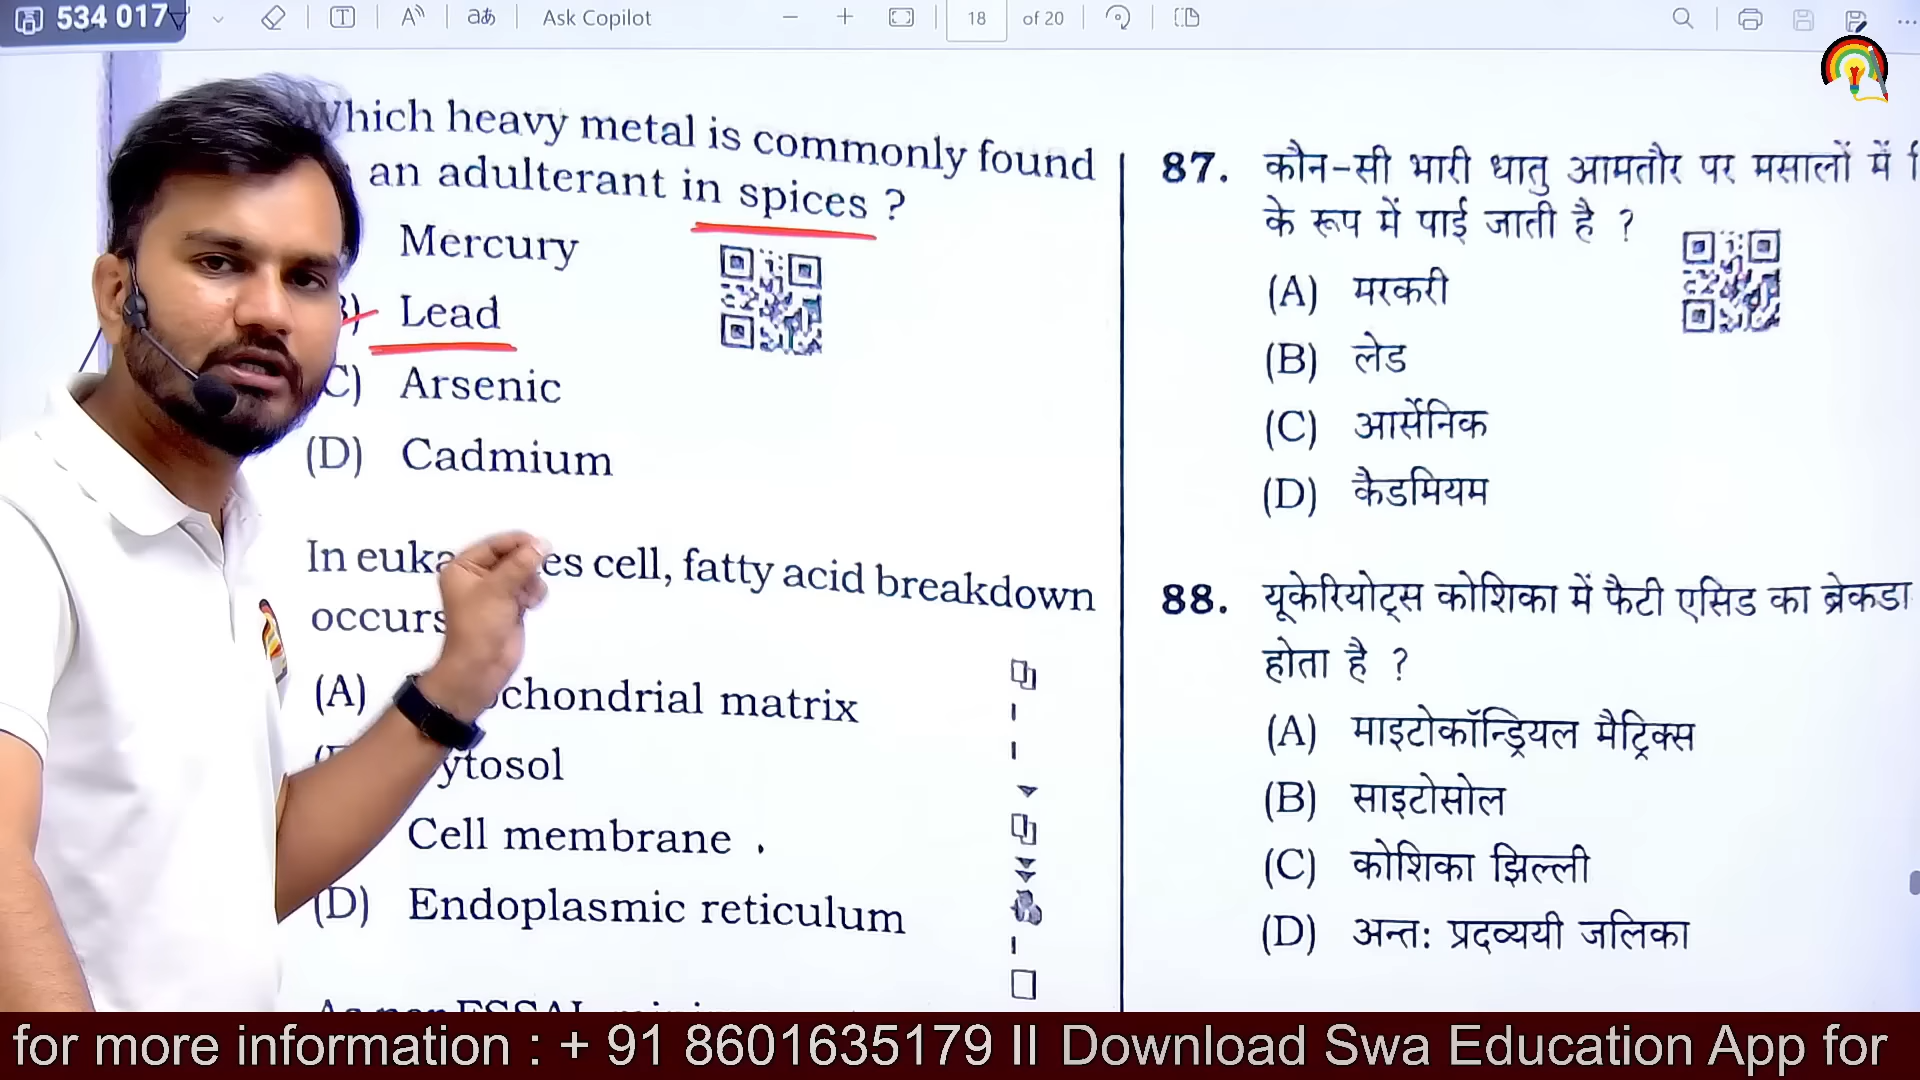 534 017
Ask Copilot
18 of 20
Which heavy metal is commonly found
an adulterant in spices ?
Mercury
Lead
C) Arsenic
(D) Cadmium
In euka es cell, fatty acid breakdown
occurs
(A) chondrial matrix
ytosol
Cell membrane .
(D) Endoplasmic reticulum
87. कौन-सी भारी धातु आमतौर पर मसालों में
के रूप में पाई जाती है ?
(A) मरकरी
(B) लेड
(C) आर्सेनिक
(D) कैडमियम
88. यूकेरियोट्स कोशिका में फैटी एसिड का ब्रेकडा
होता है ?
(A) माइटोकॉन्ड्रियल मैट्रिक्स
(B) साइटोसोल
(C) कोशिका झिल्ली
(D) अन्त: प्रदव्ययी जलिका
for more information : + 91 8601635179 II Download Swa Education App for